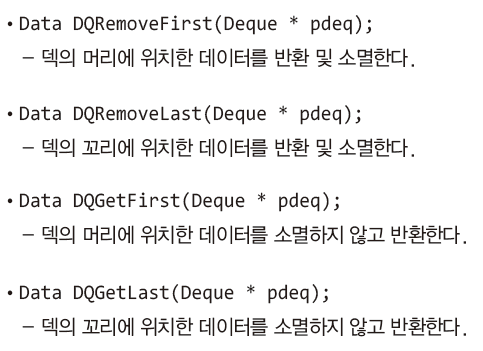 • Data DQRemoveFirst(Deque * pdeq);
– 덱의 머리에 위치한 데이터를 반환 및 소멸한다.
• Data DQRemoveLast(Deque * pdeq);
– 덱의 꼬리에 위치한 데이터를 반환 및 소멸한다.
• Data DQGetFirst(Deque * pdeq);
– 덱의 머리에 위치한 데이터를 소멸하지 않고 반환한다.
• Data DQGetLast(Deque * pdeq);
– 덱의 꼬리에 위치한 데이터를 소멸하지 않고 반환한다.